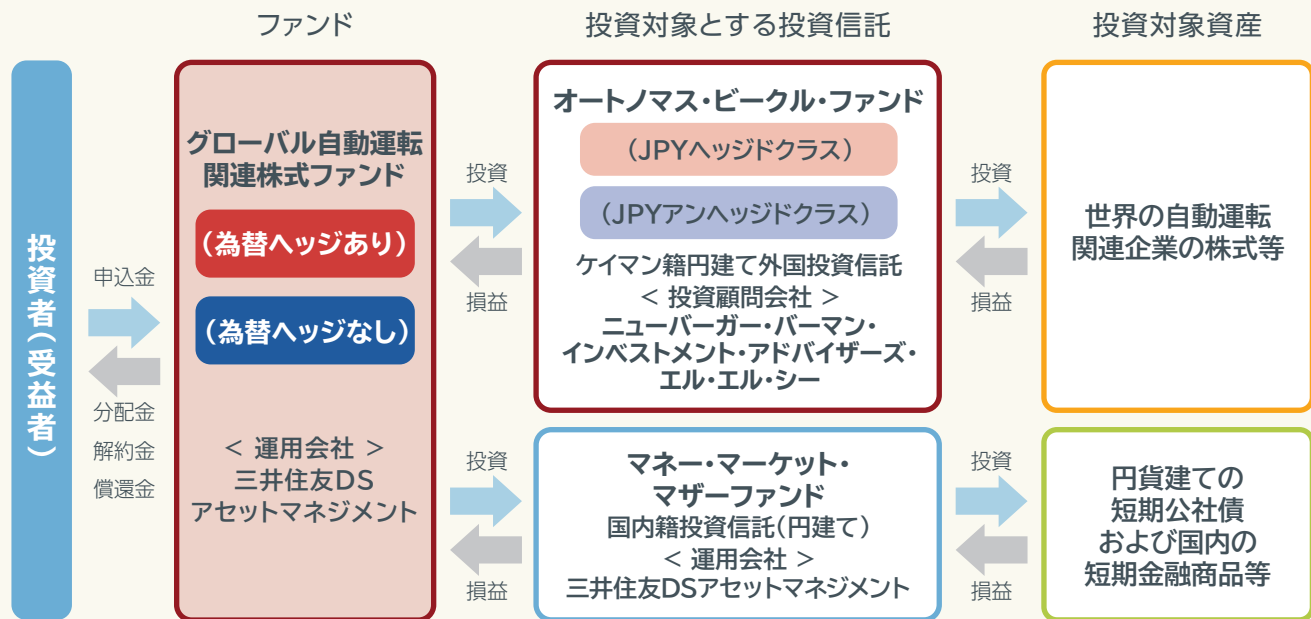 ファンド
投資対象とする投資信託
投資対象資産
投資者(受益者)
申込金
分配金
解約金
償還金
グローバル自動運転
関連株式ファンド
(為替ヘッジあり)
(為替ヘッジなし)
< 運用会社 >
三井住友DS
アセットマネジメント
投資
損益
オートノマス・ビークル・ファンド
(JPYヘッジドクラス)
(JPYアンヘッジドクラス)
ケイマン籍円建て外国投資信託
< 投資顧問会社 >
ニューバーガー・バーマン・
インベストメント・アドバイザーズ・
エル・エル・シー
投資
損益
世界の自動運転
関連企業の株式等
投資
損益
マネー・マーケット・
マザーファンド
国内籍投資信託(円建て)
< 運用会社 >
三井住友DSアセットマネジメント
投資
損益
円貨建ての
短期公社債
および国内の
短期金融商品等